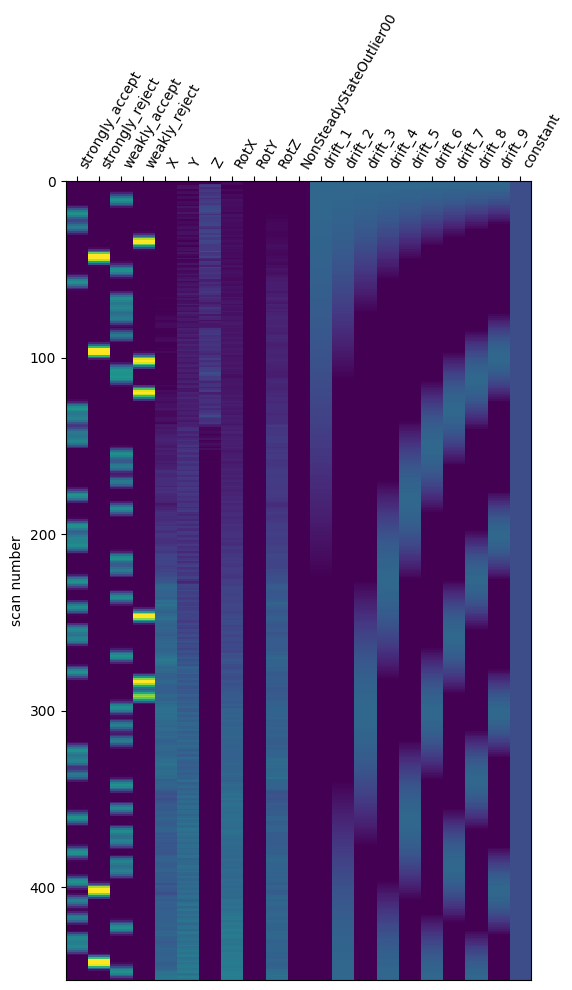 strongly_accept
strongly_reject
weakly_accept
weakly_reject
X
Y
Z
RotX
RotY
RotZ
NonSteadyStateOutlier00
drift_1
drift_2
drift_3
drift_4
drift_5
drift_6
drift_7
drift_8
drift_9
constant
0
100
200
300
400
scan number